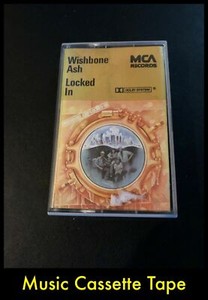 Wishbone
Ash
Locked
In
MCA
RECORDS
DOLBY SYSTEM
Music Cassette Tape